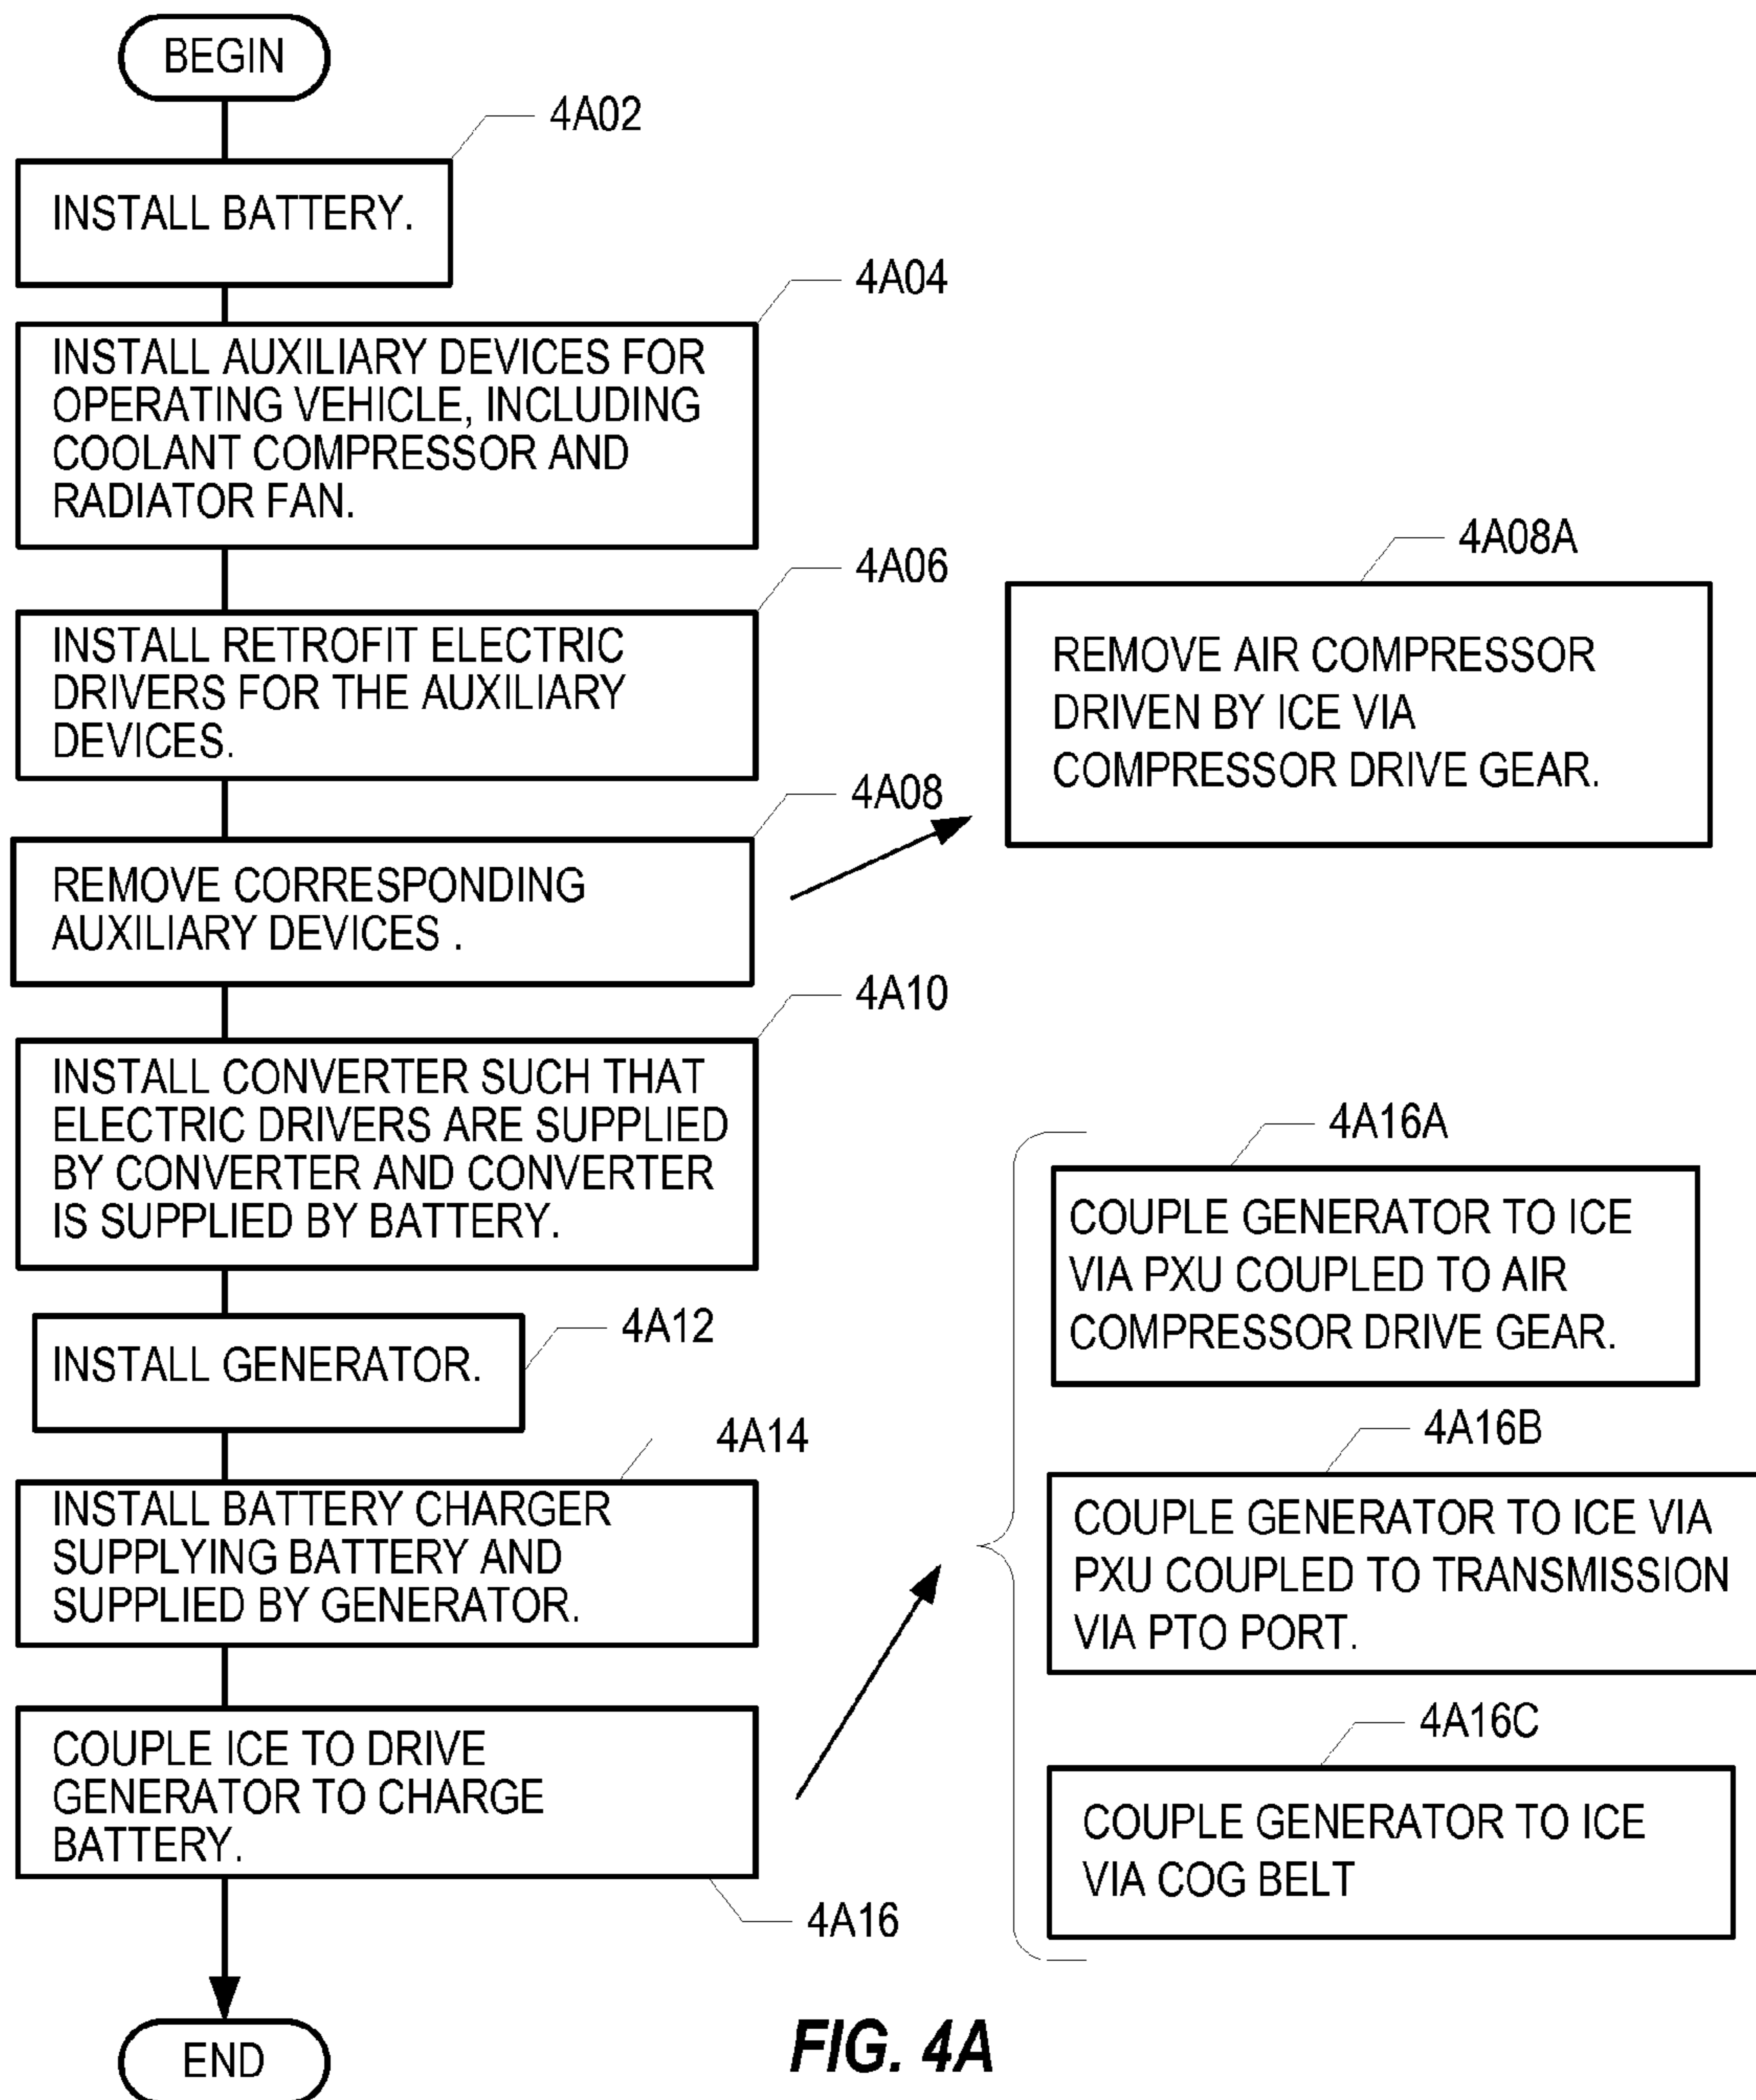 BEGIN
4A02
INSTALL BATTERY.
4A04
INSTALL AUXILIARY DEVICES FOR
OPERATING VEHICLE, INCLUDING
COOLANT COMPRESSOR AND
RADIATOR FAN.
4A06
INSTALL RETROFIT ELECTRIC
DRIVERS FOR THE AUXILIARY
DEVICES.
4A08
REMOVE CORRESPONDING
AUXILIARY DEVICES .
4A08A
REMOVE AIR COMPRESSOR
DRIVEN BY ICE VIA
COMPRESSOR DRIVE GEAR.
4A10
INSTALL CONVERTER SUCH THAT
ELECTRIC DRIVERS ARE SUPPLIED
BY CONVERTER AND CONVERTER
IS SUPPLIED BY BATTERY.
4A12
INSTALL GENERATOR.
4A14
INSTALL BATTERY CHARGER
SUPPLYING BATTERY AND
SUPPLIED BY GENERATOR.
COUPLE ICE TO DRIVE
GENERATOR TO CHARGE
BATTERY.
4A16
4A16A
COUPLE GENERATOR TO ICE
VIA PXU COUPLED TO AIR
COMPRESSOR DRIVE GEAR.
4A16B
COUPLE GENERATOR TO ICE VIA
PXU COUPLED TO TRANSMISSION
VIA PTO PORT.
4A16C
COUPLE GENERATOR TO ICE
VIA COG BELT
END
FIG. 4A